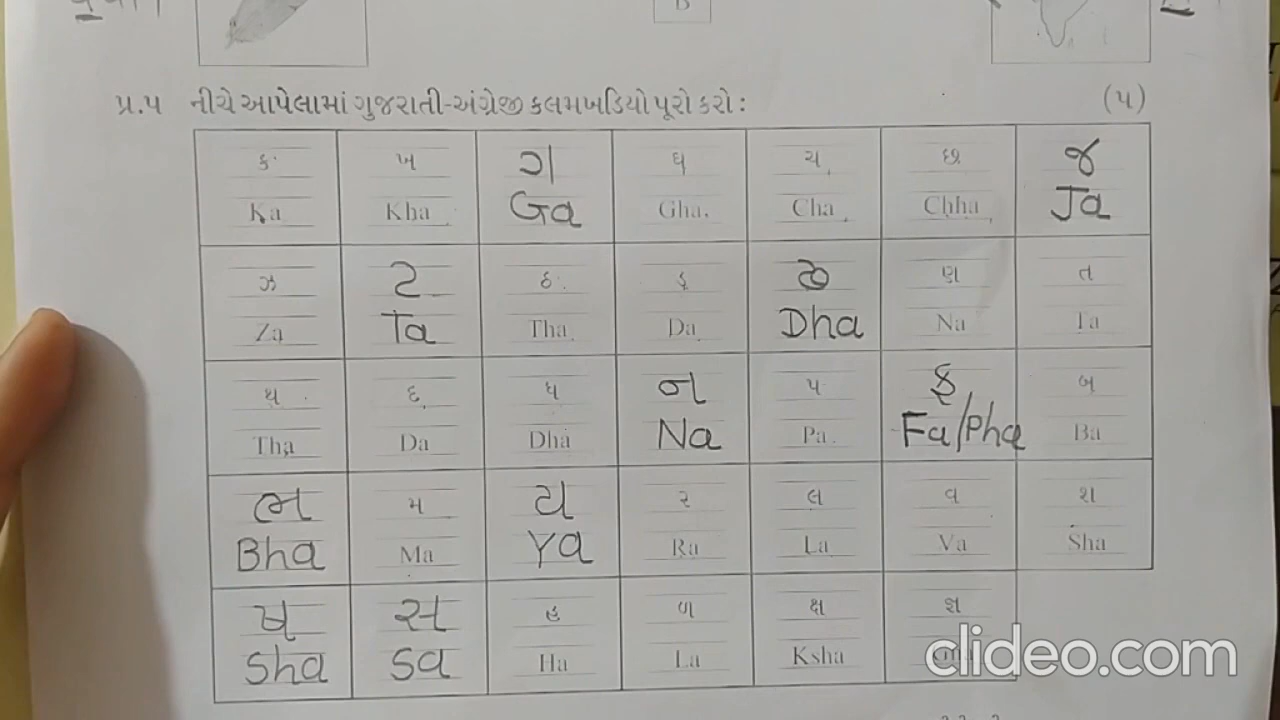 B
પ્ર.૫ નીચે આપેલામાં ગુજરાતી-અંગ્રેજી કલમખડિયો પૂરો કરો : (૫)
ક ખ ગ ઘ ચ છ જ
Ka Kha Ga Gha Cha Chha Ja
ઝ ટ ઠ ડ ઢ ણ ત
Za Ta Tha Da Dha Na Ta
થ દ ધ ન પ ફ બ
Tha Da Dha Na Pa Fa/Pha Ba
ભ મ ય ર લ વ શ
Bha Ma Ya Ra La Va Sha
ષ સ હ ળ ક્ષ જ્ઞ
Sha Sa Ha La Ksha
clideo.com